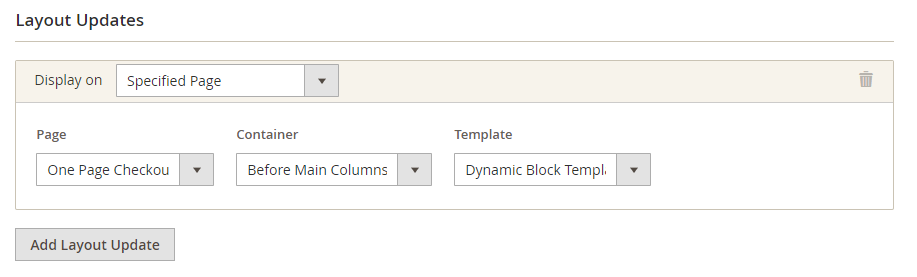 Layout Updates
Display on Specified Page
Page Container Template
One Page Checkou Before Main Columns Dynamic Block Templa
Add Layout Update